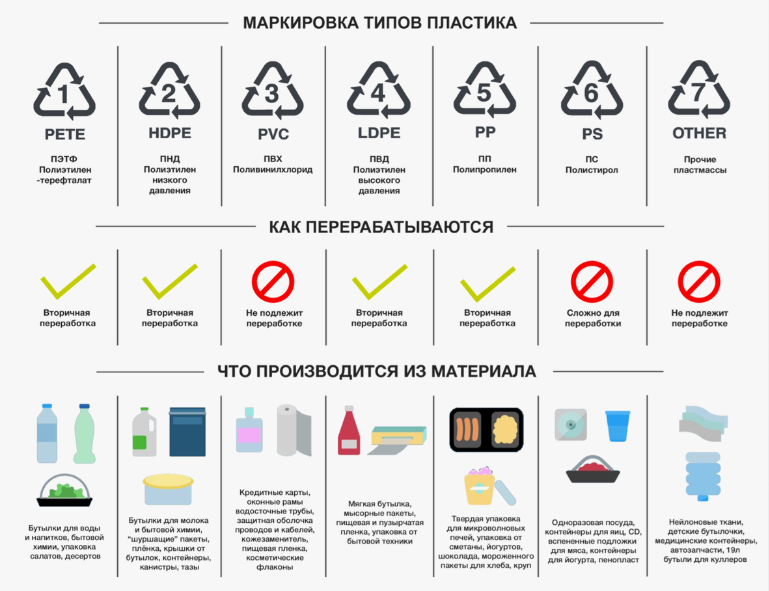 МАРКИРОВКА ТИПОВ ПЛАСТИКА
1
PETE
ПЭТФ
Полиэтилен
-терефталат
2
HDPE
ПНД
Полиэтилен
низкого
давления
3
PVC
ПВХ
Поливинилхлорид
4
LDPE
ПВД
Полиэтилен
высокого
давления
5
PP
ПП
Полипропилен
6
PS
ПС
Полистирол
7
OTHER
Прочие
пластмассы
КАК ПЕРЕРАБАТЫВАЮТСЯ
Вторичная
переработка
Вторичная
переработка
Не подлежит
переработке
Вторичная
переработка
Вторичная
переработка
Сложно для
переработки
Не подлежит
переработке
ЧТО ПРОИЗВОДИТСЯ ИЗ МАТЕРИАЛА
Бутылки для воды
и напитков, бытовой
химии, упаковка
салатов, десертов
Бутылки для молока
и бытовой химии,
"шуршащие" пакеты,
плёнка, крышки от
бутылок, контейнеры,
канистры, тазы
Кредитные карты,
оконные рамы
водосточные трубы,
защитная оболочка
проводов и кабелей,
кожезаменитель,
пищевая пленка,
косметические
флаконы
Мягкая бутылка,
мусорные пакеты,
пищевая и пузырчатая
пленка, упаковка от
бытовой техники
Твердая упаковка
для микроволновых
печей, упаковка от
сметаны, йогуртов,
шоколада, мороженного
пакеты для хлеба, круп
Одноразовая посуда,
контейнеры для яиц, CD,
вспененные подложки
для мяса, контейнеры
для йогурта, пенопласт
Нейлоновые ткани,
детские бутылочки,
медицинские контейнеры,
автозапчасти, 19л
бутыли для куллеров